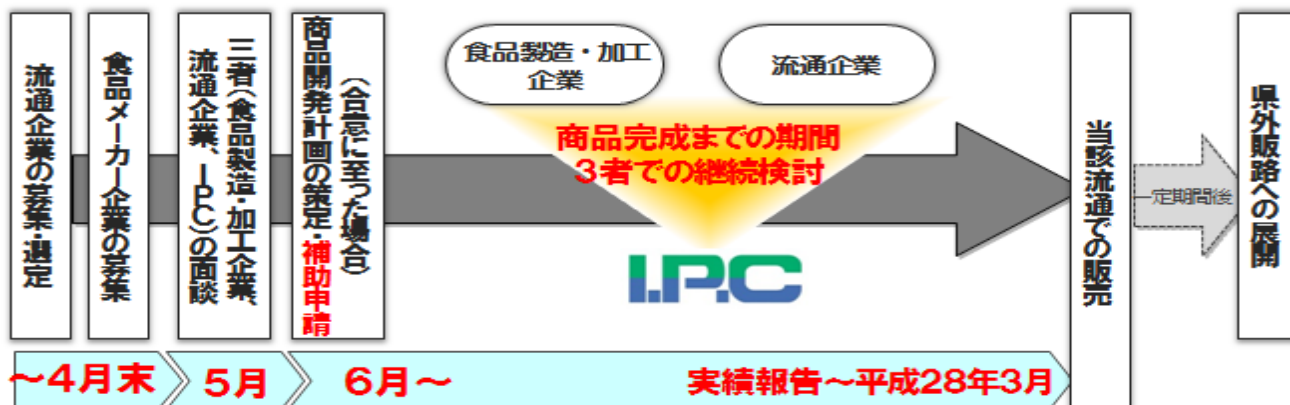 流通企業の募集・選定
食品メーカー企業の募集
三者(食品製造・加工企業、
流通企業、IPC)の面談
(合意に至った場合)
商品開発計画の策定・補助申請
食品製造・加工
企業
流通企業
商品完成までの期間
3者での継続検討
I.P.C
当該流通での販売
一定期間後
県外販路への展開
~4月末
5月
6月~
実績報告~平成28年3月